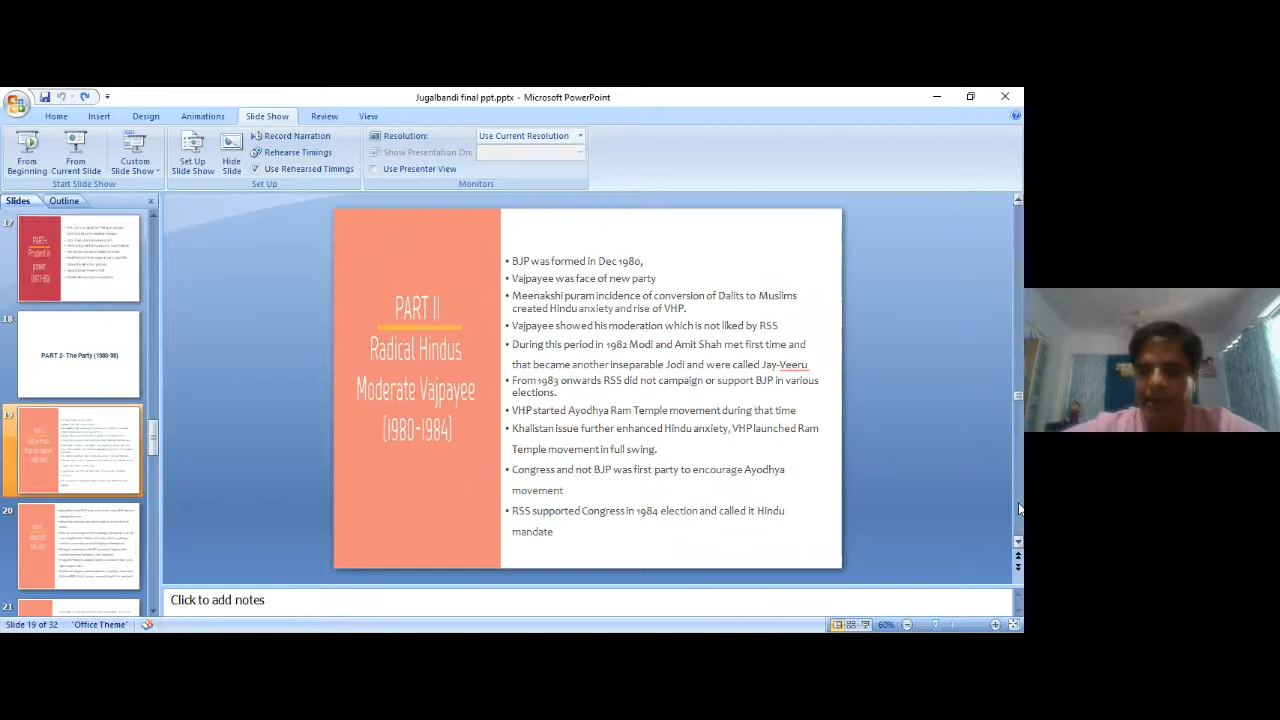 Jugalbandi final ppt.pptx - Microsoft PowerPoint
Home Insert Design Animations Slide Show Review View
From Beginning
From Current Slide
Custom Slide Show
Start Slide Show
Set Up Slide Show
Hide Slide
Record Narration
Rehearse Timings
Use Rehearsed Timings
Set Up
Resolution: Use Current Resolution
Show Presentation On:
Use Presenter View
Monitors
Slides Outline
17
PART-I
power
18
PART 2- The Party (1980-98)
19
20
21
PART II
Radical Hindus
Moderate Vajpayee
(1980-1984)
• BJP was formed in Dec 1980,
• Vajpayee was face of new party
• Meenakshi puram incidence of conversion of Dalits to Muslims
created Hindu anxiety and rise of VHP.
• Vajpayee showed his moderation which is not liked by RSS
• During this period in 1982 Modi and Amit Shah met first time and
that became another inseparable Jodi and were called Jay-Veeru
• From 1983 onwards RSS did not campaign or support BJP in various
elections.
• VHP started Ayodhya Ram Temple movement during that time
• Khalistan issue further enhanced Hindu anxiety, VHP launched Ram
Temple movement in full swing.
• Congress and not BJP was first party to encourage Ayodhya
movement
• RSS supported Congress in 1984 election and called it Hindu
mandate
Click to add notes
Slide 19 of 32 "Office Theme" 60%